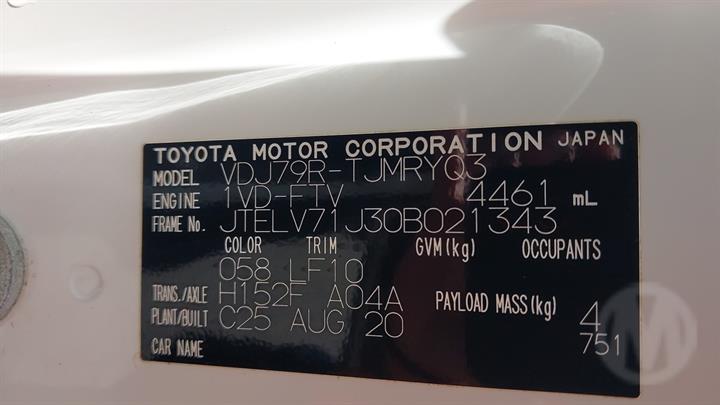 TOYOTA MOTOR CORPORATION JAPAN
MODEL VDJ79R-TJMRYQ3
ENGINE 1VD-FTV 4461 mL
FRAME No. JTELV71J30B021343
COLOR TRIM GVM(kg) OCCUPANTS
058 LF10
TRANS./AXLE H152F A04A PAYLOAD MASS(kg) 4
PLANT/BUILT C25 AUG 20 751
CAR NAME
M